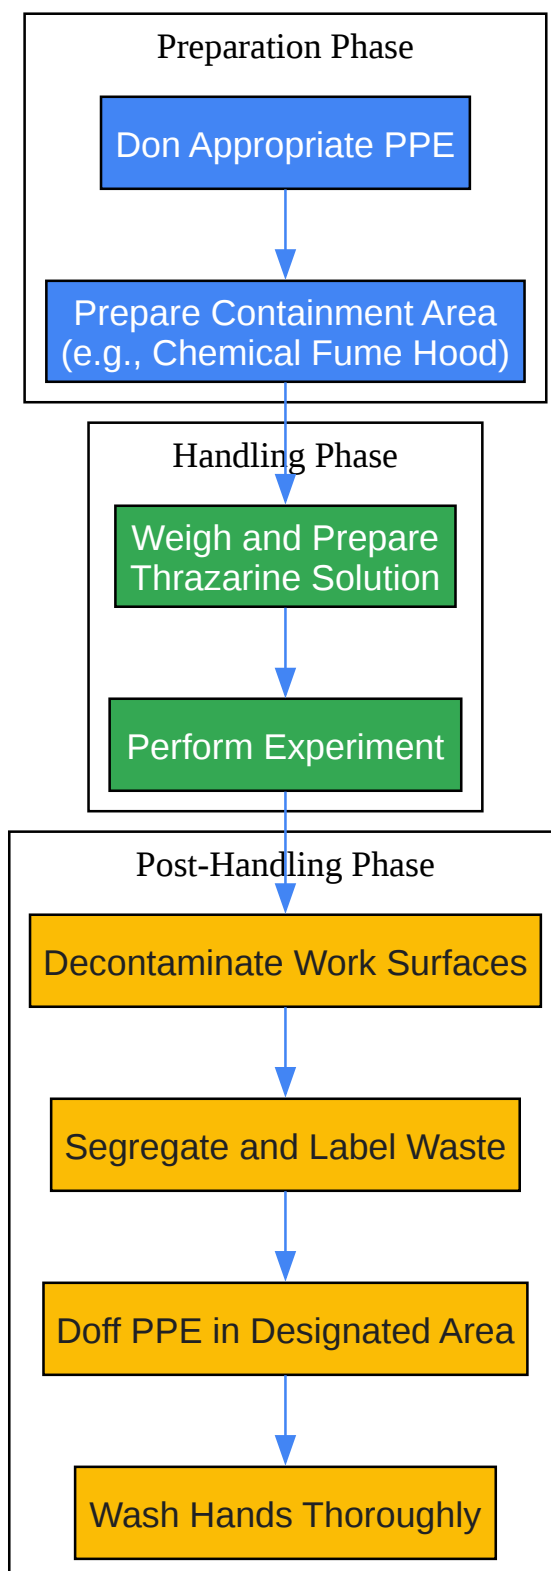 Preparation Phase
Don Appropriate PPE
Prepare Containment Area
(e.g., Chemical Fume Hood)
Handling Phase
Weigh and Prepare
Thrazarine Solution
Perform Experiment
Post-Handling Phase
Decontaminate Work Surfaces
Segregate and Label Waste
Doff PPE in Designated Area
Wash Hands Thoroughly